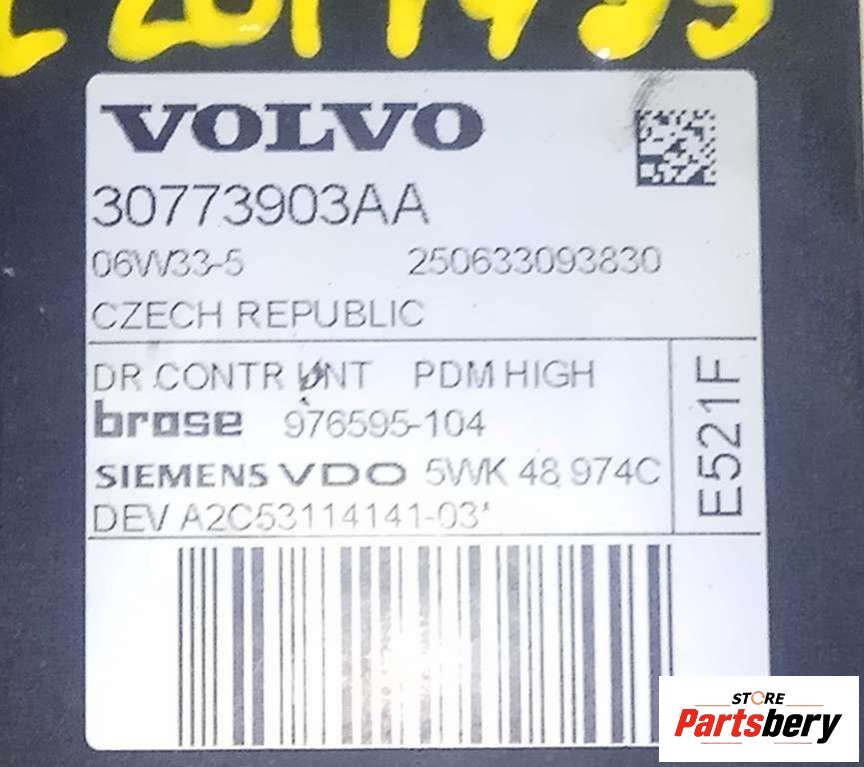 VOLVO
30773903AA
06W33-5 250633093830
CZECH REPUBLIC
DR.CONTR UNT PDM HIGH
brose 976595-104
SIEMENS VDO 5WK 48 974C
DEV A2C53114141-03*
E521F
STORE
Partsbery